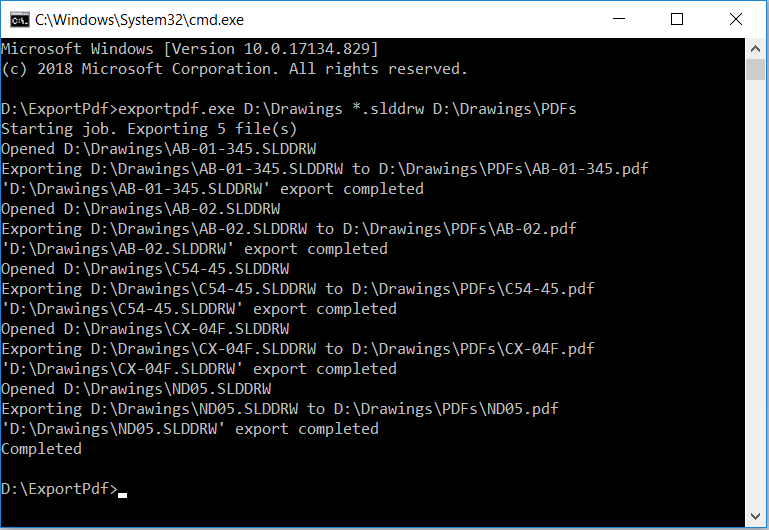 C:\Windows\System32\cmd.exe
Microsoft Windows [Version 10.0.17134.829]
(c) 2018 Microsoft Corporation. All rights reserved.
D:\ExportPdf>exportpdf.exe D:\Drawings *.slddrw D:\Drawings\PDFs
Starting job. Exporting 5 file(s)
Opened D:\Drawings\AB-01-345.SLDDRW
Exporting D:\Drawings\AB-01-345.SLDDRW to D:\Drawings\PDFs\AB-01-345.pdf
'D:\Drawings\AB-01-345.SLDDRW' export completed
Opened D:\Drawings\AB-02.SLDDRW
Exporting D:\Drawings\AB-02.SLDDRW to D:\Drawings\PDFs\AB-02.pdf
'D:\Drawings\AB-02.SLDDRW' export completed
Opened D:\Drawings\C54-45.SLDDRW
Exporting D:\Drawings\C54-45.SLDDRW to D:\Drawings\PDFs\C54-45.pdf
'D:\Drawings\C54-45.SLDDRW' export completed
Opened D:\Drawings\CX-04F.SLDDRW
Exporting D:\Drawings\CX-04F.SLDDRW to D:\Drawings\PDFs\CX-04F.pdf
'D:\Drawings\CX-04F.SLDDRW' export completed
Opened D:\Drawings\ND05.SLDDRW
Exporting D:\Drawings\ND05.SLDDRW to D:\Drawings\PDFs\ND05.pdf
'D:\Drawings\ND05.SLDDRW' export completed
Completed
D:\ExportPdf>